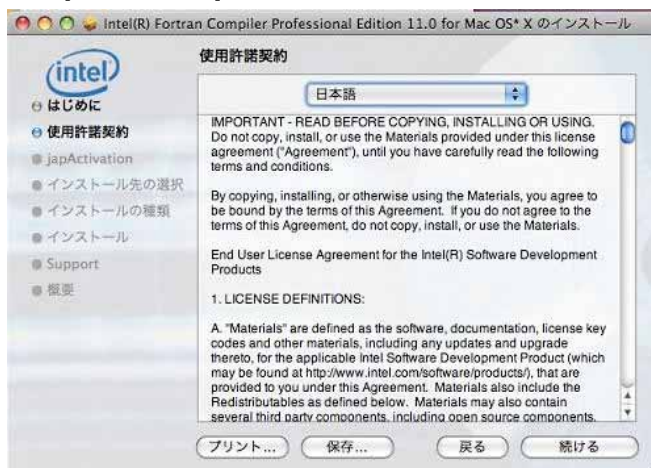 Intel(R) Fortran Compiler Professional Edition 11.0 for Mac OS* X のインストール
intel
はじめに
使用許諾契約
japActivation
インストール先の選択
インストールの種類
インストール
Support
概要
使用許諾契約
日本語
IMPORTANT - READ BEFORE COPYING, INSTALLING OR USING.
Do not copy, install, or use the Materials provided under this license
agreement ("Agreement"), until you have carefully read the following
terms and conditions.
By copying, installing, or otherwise using the Materials, you agree to
be bound by the terms of this Agreement. If you do not agree to the
terms of this Agreement, do not copy, install, or use the Materials.
End User License Agreement for the Intel(R) Software Development
Products
1. LICENSE DEFINITIONS:
A. "Materials" are defined as the software, documentation, license key
codes and other materials, including any updates and upgrade
thereto, for the applicable Intel Software Development Product (which
may be found at http://www.intel.com/software/products/), that are
provided to you under this Agreement. Materials also include the
Redistributables as defined below. Materials may also contain
several third party components, including open source components.
プリント...
保存...
戻る
続ける